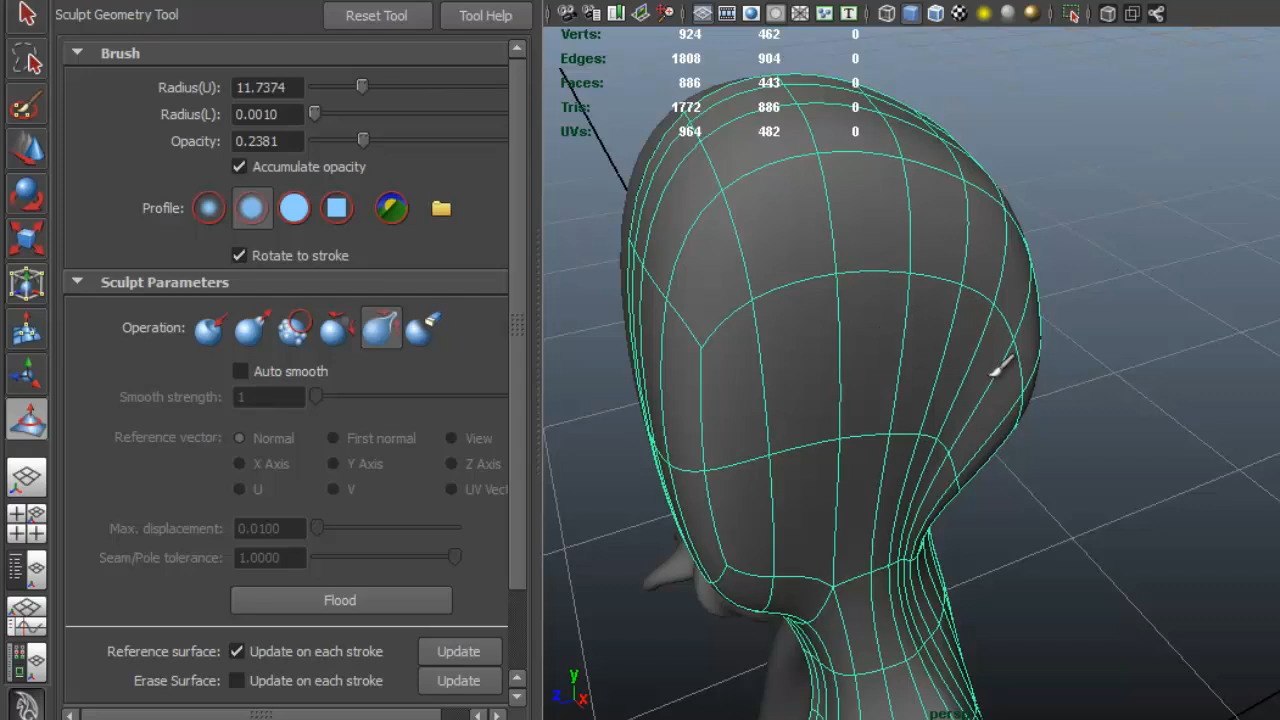 Sculpt Geometry Tool
Reset Tool
Tool Help
Brush
Radius(U): 11.7374
Radius(L): 0.0010
Opacity: 0.2381
Accumulate opacity
Profile:
Rotate to stroke
Sculpt Parameters
Operation:
Auto smooth
Smooth strength: 1
Reference vector: Normal First normal View
X Axis Y Axis Z Axis
U V UV Vect
Max. displacement: 0.0100
Seam/Pole tolerance: 1.0000
Flood
Reference surface: Update on each stroke Update
Erase Surface: Update on each stroke Update
T
Verts: 924 462 0
Edges: 1808 904 0
Faces: 886 443 0
Tris: 1772 886 0
UVs: 964 482 0
y
z x
persp